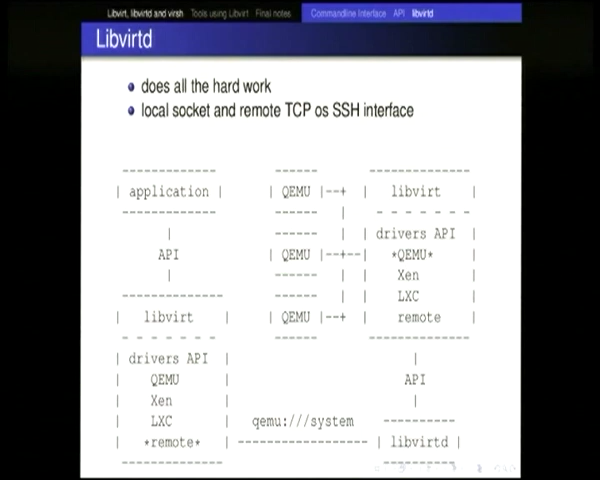 Libvirt, libvirtd and virsh Tools using Libvirt Final notes Commandline Interface API libvirtd
Libvirtd
does all the hard work
local socket and remote TCP os SSH interface
------------- ------ --------------
| application | | QEMU |--+ | libvirt |
------------- ------ | - - - - - - -
| ------ | | drivers API |
API | QEMU |--+--| *QEMU* |
| ------ | | Xen |
-------------- ------ | | LXC |
| libvirt | | QEMU |--+ | remote |
- - - - - - - ------ --------------
| drivers API | |
| QEMU | API
| Xen | |
| LXC | qemu:///system ----------
| *remote* | ------------------ | libvirtd |
-------------- ----------